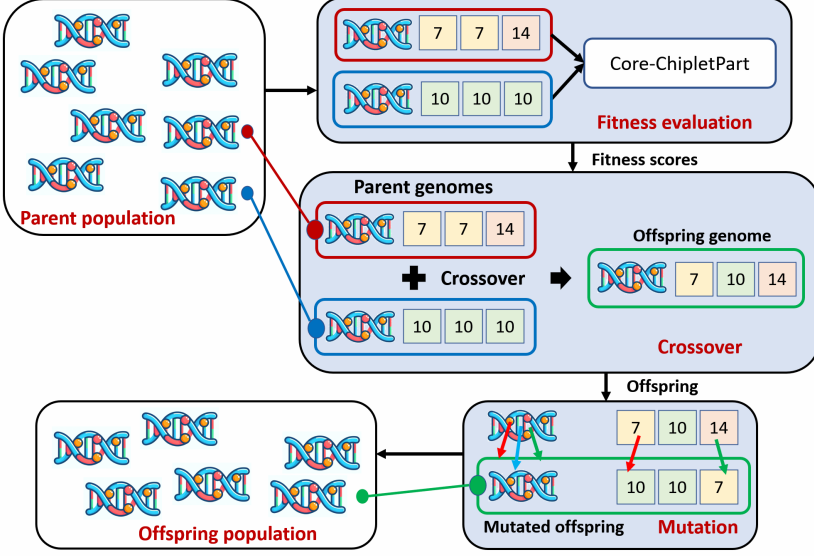 7 7 14
Core-ChipletPart
10 10 10
Fitness evaluation
Parent population
Fitness scores
Parent genomes
7 7 14
Offspring genome
Crossover
7 10 14
10 10 10
Crossover
Offspring
7 10 14
10 10 7
Mutated offspring
Mutation
Offspring population